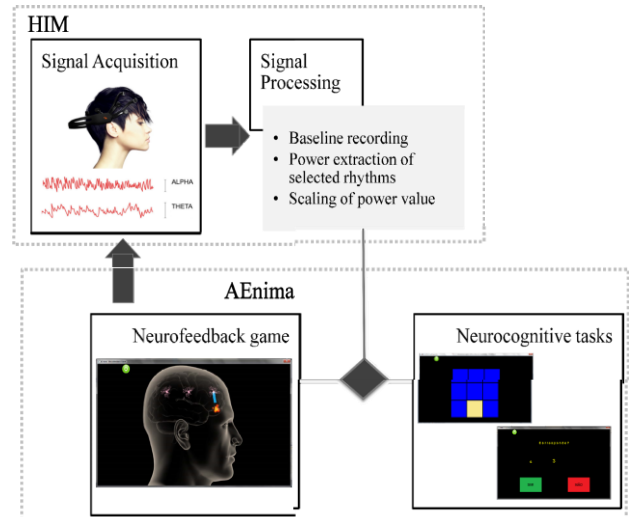 HIM
Signal Acquisition
ALPHA
THETA
Signal
Processing
• Baseline recording
• Power extraction of
selected rhythms
• Scaling of power value
AEnima
Neurofeedback game
Neurocognitive tasks